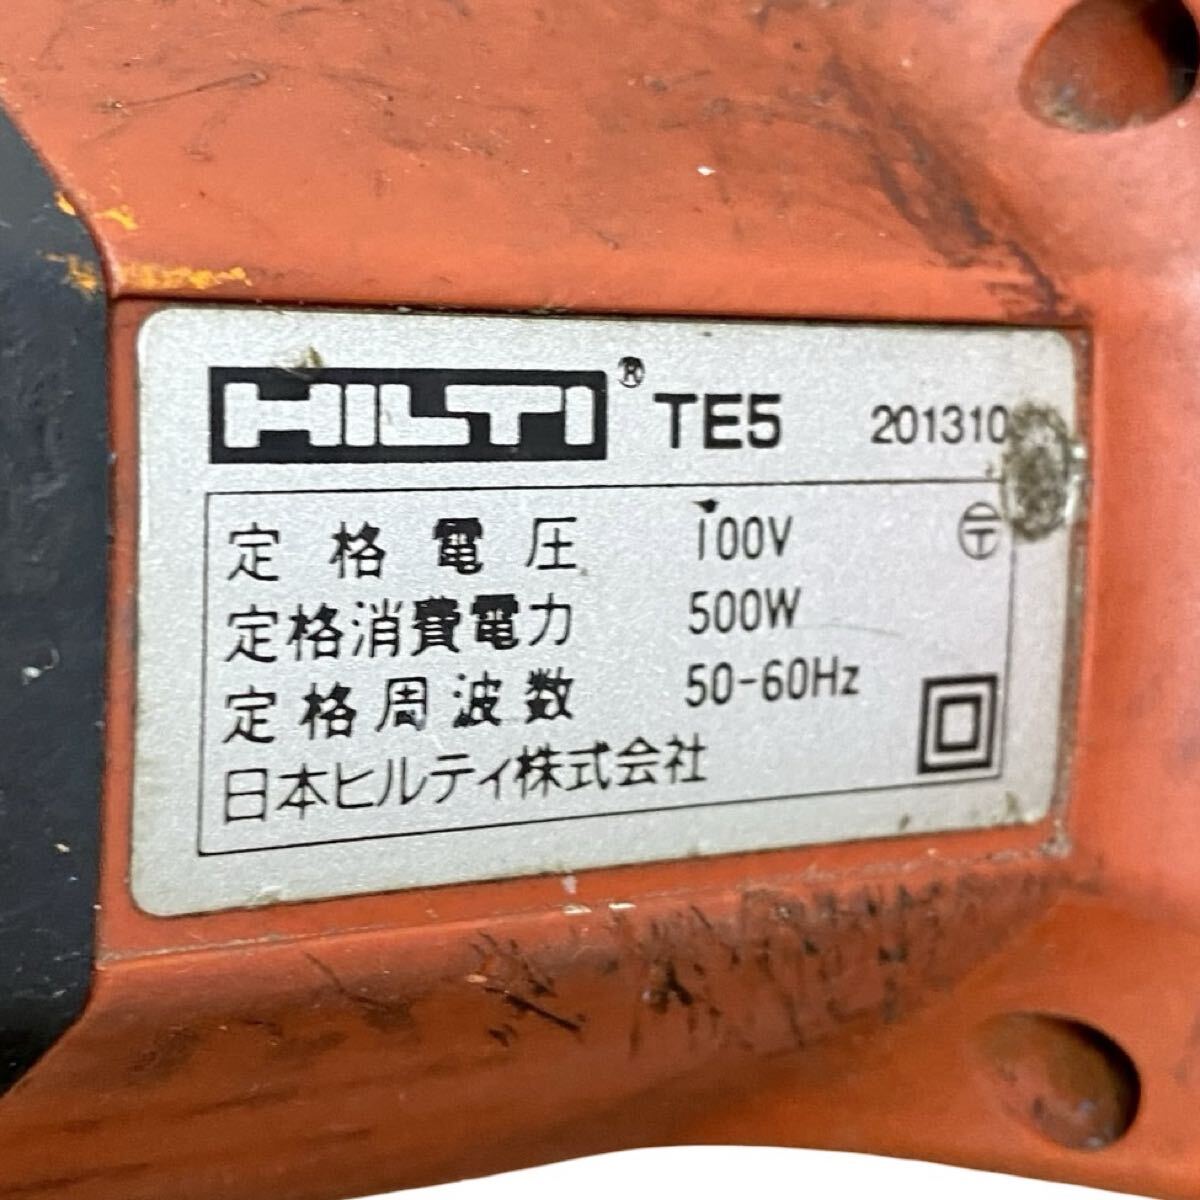 HILTI® TE5 201310
定格電圧 100V
定格消費電力 500W
定格周波数 50-60Hz
日本ヒルティ株式会社